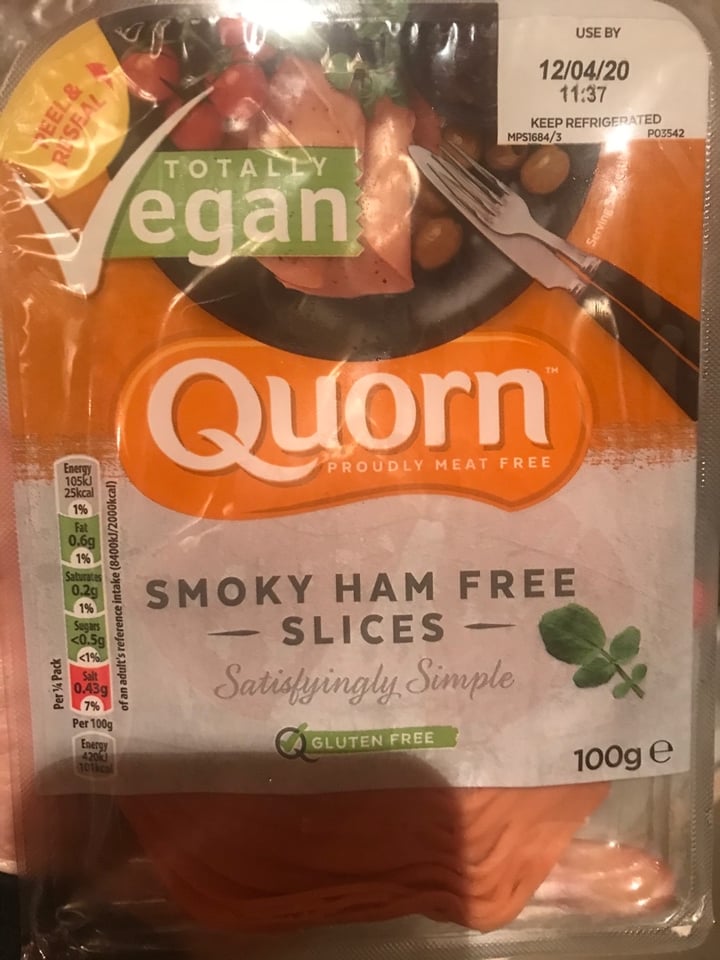 USE BY
12/04/20
11:37
KEEP REFRIGERATED
MPS1684/3 P03542
PEEL &
RESEAL
TOTALLY
Vegan
Serving
Quorn™
PROUDLY MEAT FREE
SMOKY HAM FREE
SLICES
Satisfyingly Simple
GLUTEN FREE
100g ℮
Per ¼ Pack
Energy
105kJ
25kcal
1%
Fat
0.6g
1%
Saturates
0.2g
1%
Sugars
<0.5g
<1%
Salt
0.43g
7%
of an adult's reference intake (8400kJ/2000kcal)
Per 100g
Energy
420kJ
101kcal